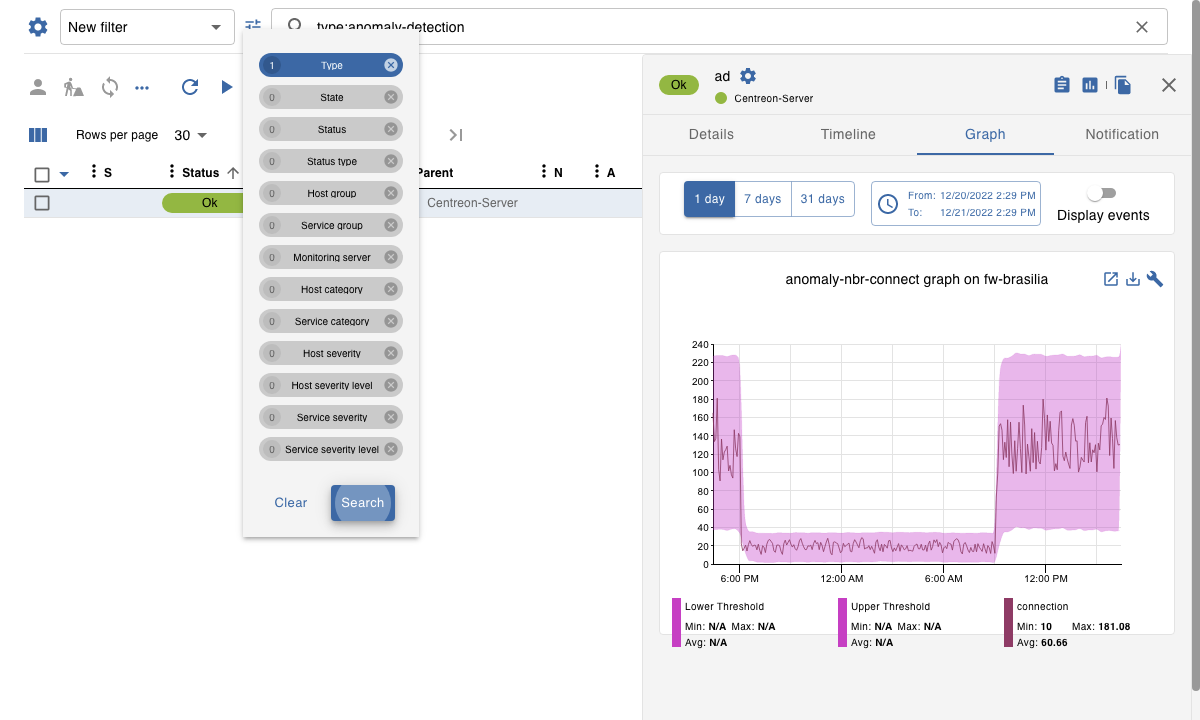 New filter
type:anomaly-detection
1 Type
0 State
0 Status
0 Status type
0 Host group
0 Service group
0 Monitoring server
0 Host category
0 Service category
0 Host severity
0 Host severity level
0 Service severity
0 Service severity level
Clear Search
Rows per page 30
S Status Parent N A
Ok Centreon-Server
Ok ad
Centreon-Server
Details Timeline Graph Notification
1 day 7 days 31 days
From: 12/20/2022 2:29 PM
To: 12/21/2022 2:29 PM
Display events
anomaly-nbr-connect graph on fw-brasilia
240
220
200
180
160
140
120
100
80
60
40
20
0
6:00 PM 12:00 AM 6:00 AM 12:00 PM
Lower Threshold
Min: N/A Max: N/A
Avg: N/A
Upper Threshold
Min: N/A Max: N/A
Avg: N/A
connection
Min: 10 Max: 181.08
Avg: 60.66